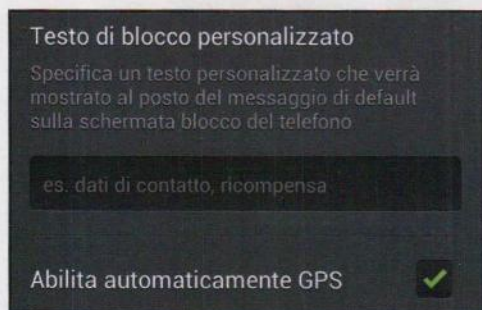 Testo di blocco personalizzato
Specifica un testo personalizzato che verrà
mostrato al posto del messaggio di default
sulla schermata blocco del telefono
es. dati di contatto, ricompensa
Abilita automaticamente GPS